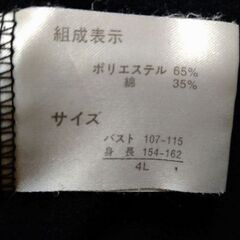 組成表示
ポリエステル 65%
綿 35%
サイズ
バスト 107-115
身長 154-162
4L